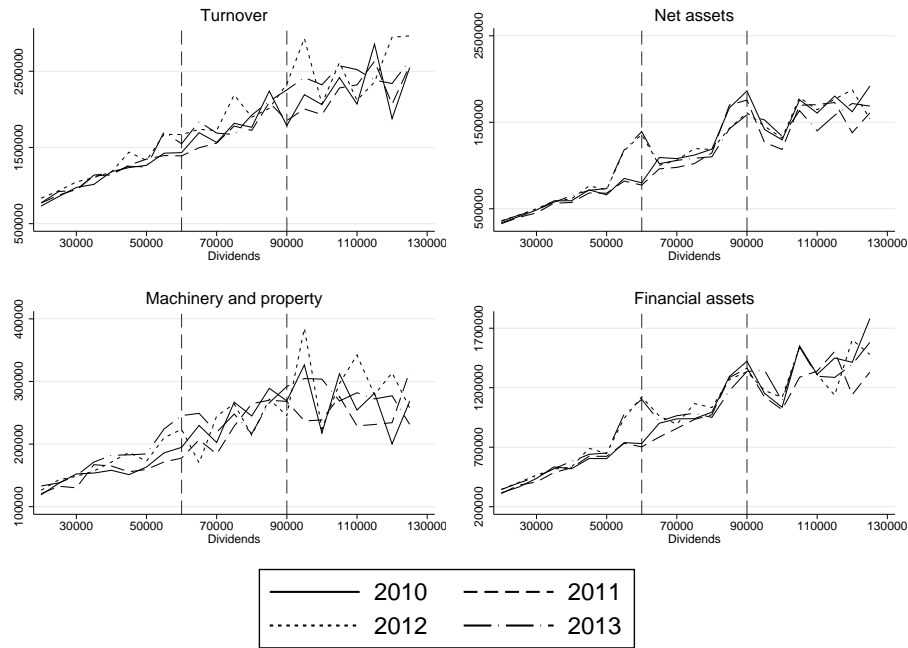 Turnover
500000 1500000 2500000
30000 50000 70000 90000 110000 130000
Dividends
Net assets
500000 1500000 2500000
30000 50000 70000 90000 110000 130000
Dividends
Machinery and property
100000 200000 300000 400000
30000 50000 70000 90000 110000 130000
Dividends
Financial assets
200000 700000 1200000 1700000
30000 50000 70000 90000 110000 130000
Dividends
2010 2011
2012 2013